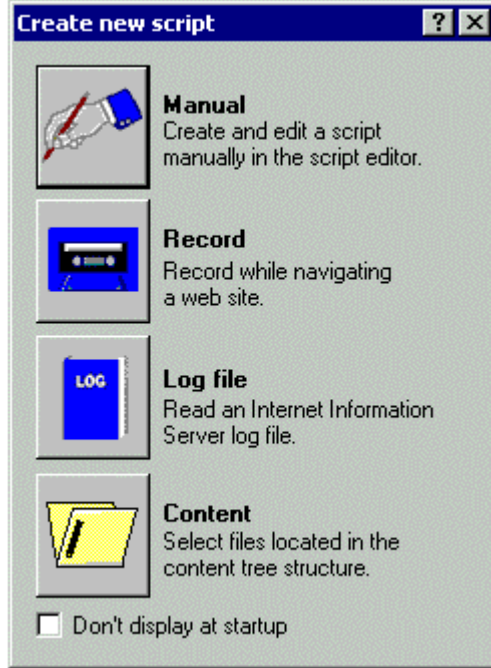 Create new script
Manual
Create and edit a script
manually in the script editor.
Record
Record while navigating
a web site.
LOG
Log file
Read an Internet Information
Server log file.
Content
Select files located in the
content tree structure.
Don't display at startup